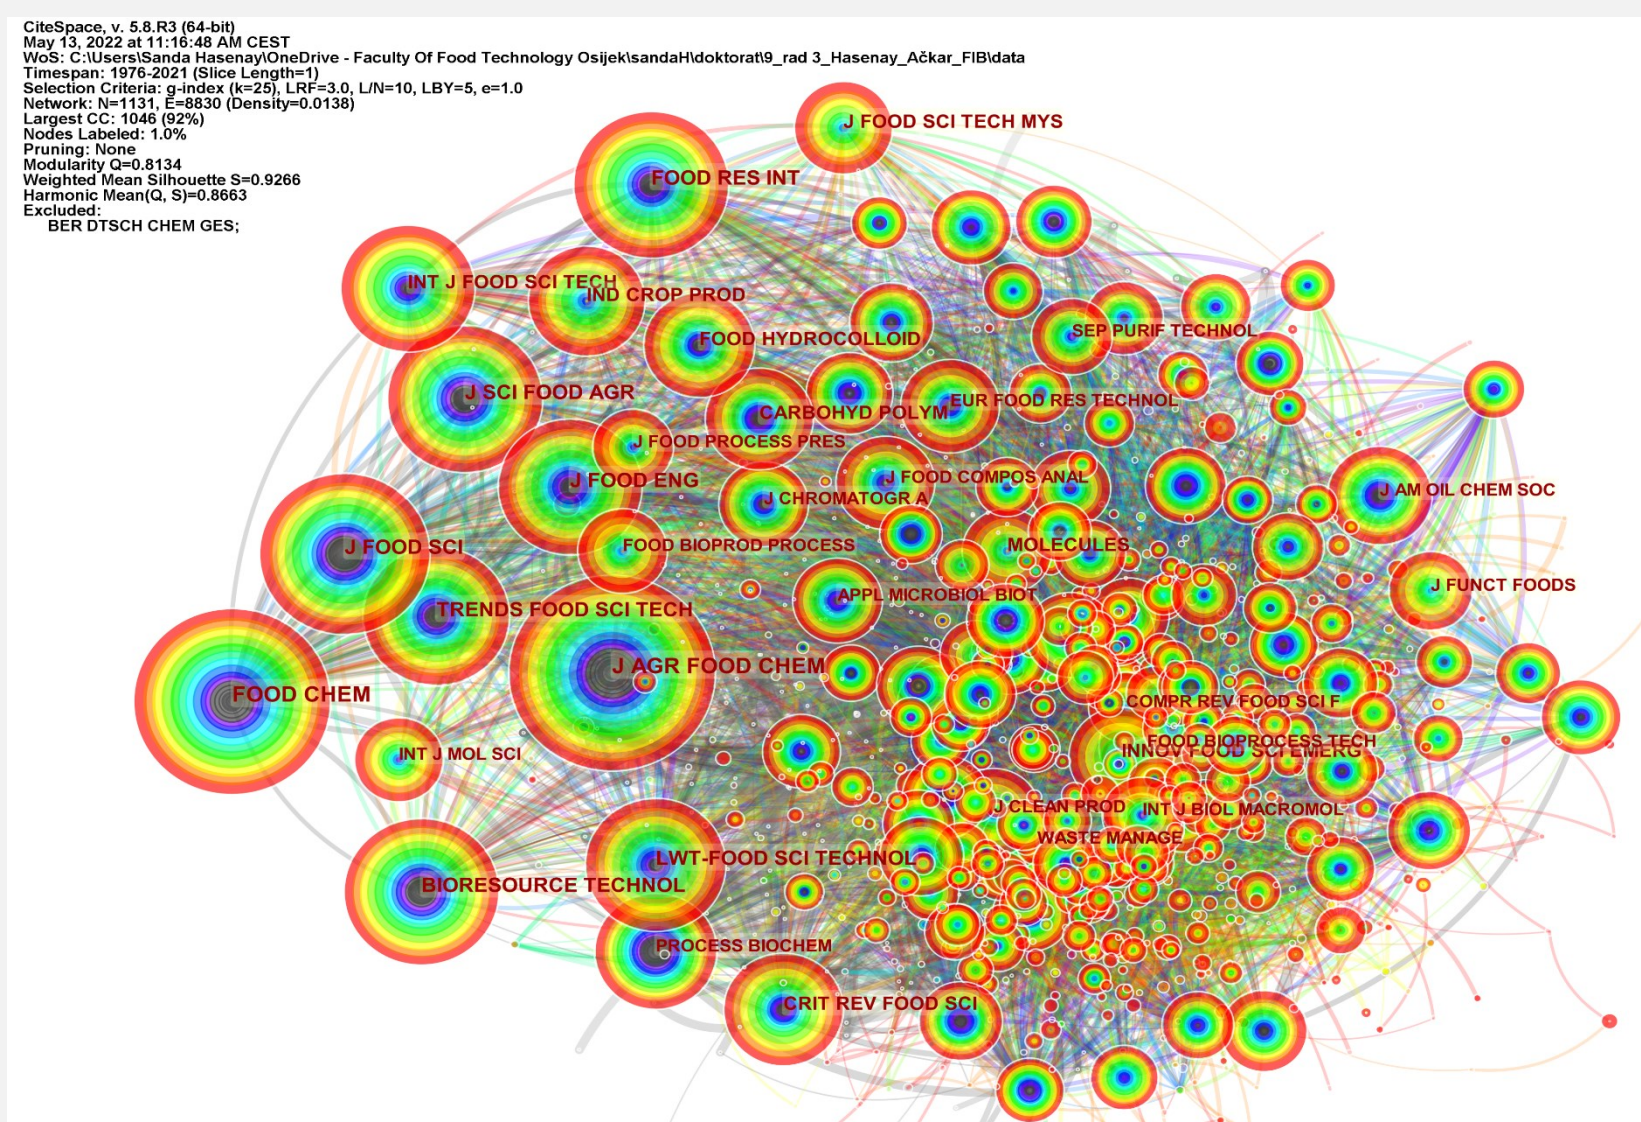 CiteSpace, v. 5.8.R3 (64-bit)
May 13, 2022 at 11:16:48 AM CEST
WoS: C:\Users\Sanda Hasenay\OneDrive - Faculty Of Food Technology Osijek\sandaH\doktorat\9_rad 3_Hasenay_Ačkar_FIB\data
Timespan: 1976-2021 (Slice Length=1)
Selection Criteria: g-index (k=25), LRF=3.0, L/N=10, LBY=5, e=1.0
Network: N=1131, E=8830 (Density=0.0138)
Largest CC: 1046 (92%)
Nodes Labeled: 1.0%
Pruning: None
Modularity Q=0.8134
Weighted Mean Silhouette S=0.9266
Harmonic Mean(Q, S)=0.8663
Excluded:
BER DTSCH CHEM GES;
J FOOD SCI TECH MYS
FOOD RES INT
INT J FOOD SCI TECH
IND CROP PROD
SEP PURIF TECHNOL
FOOD HYDROCOLLOID
J SCI FOOD AGR
EUR FOOD RES TECHNOL
CARBOHYD POLYM
J FOOD PROCESS PRES
J FOOD ENG
J FOOD COMPOS ANAL
J AM OIL CHEM SOC
J CHROMATOGR A
J FOOD SCI
FOOD BIOPROD PROCESS
MOLECULES
J FUNCT FOODS
APPL MICROBIOL BIOT
TRENDS FOOD SCI TECH
J AGR FOOD CHEM
FOOD CHEM
COMPR REV FOOD SCI F
FOOD BIOPROCESS TECH
INNOV FOOD SCI EMERG
INT J MOL SCI
J CLEAN PROD
INT J BIOL MACROMOL
WASTE MANAGE
LWT-FOOD SCI TECHNOL
BIORESOURCE TECHNOL
PROCESS BIOCHEM
CRIT REV FOOD SCI